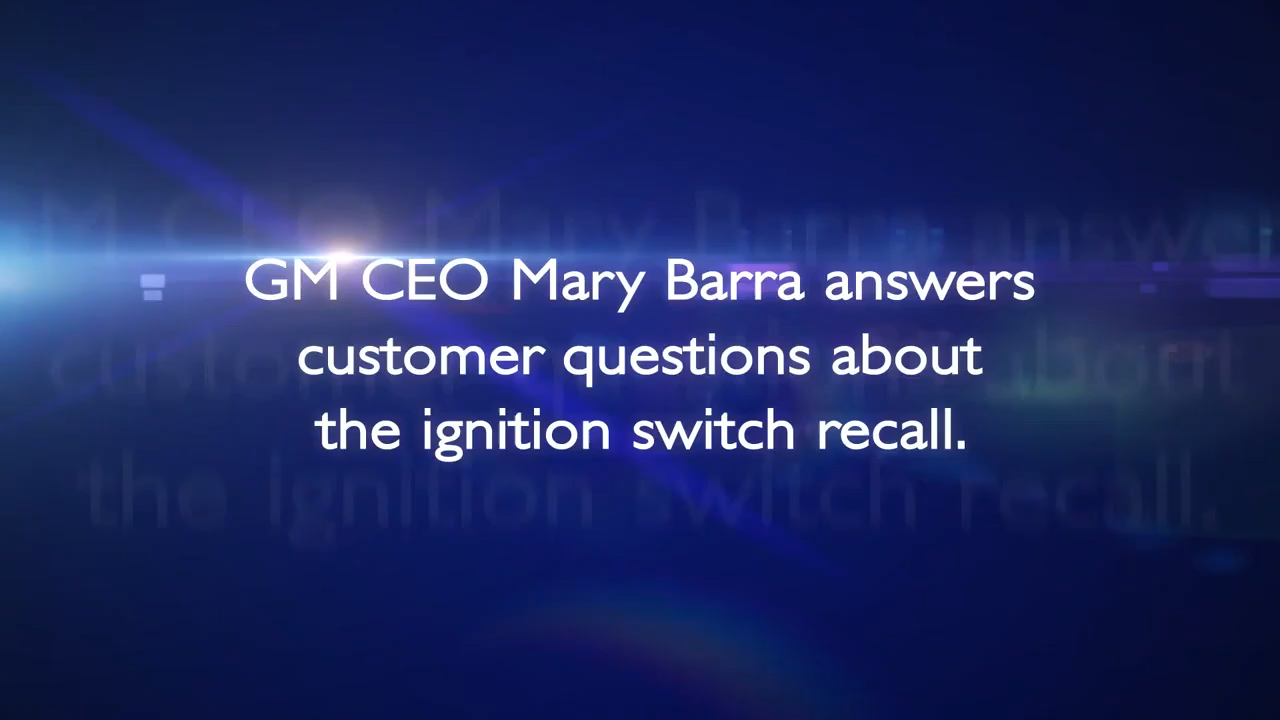 GM CEO Mary Barra answers
customer questions about
the ignition switch recall.